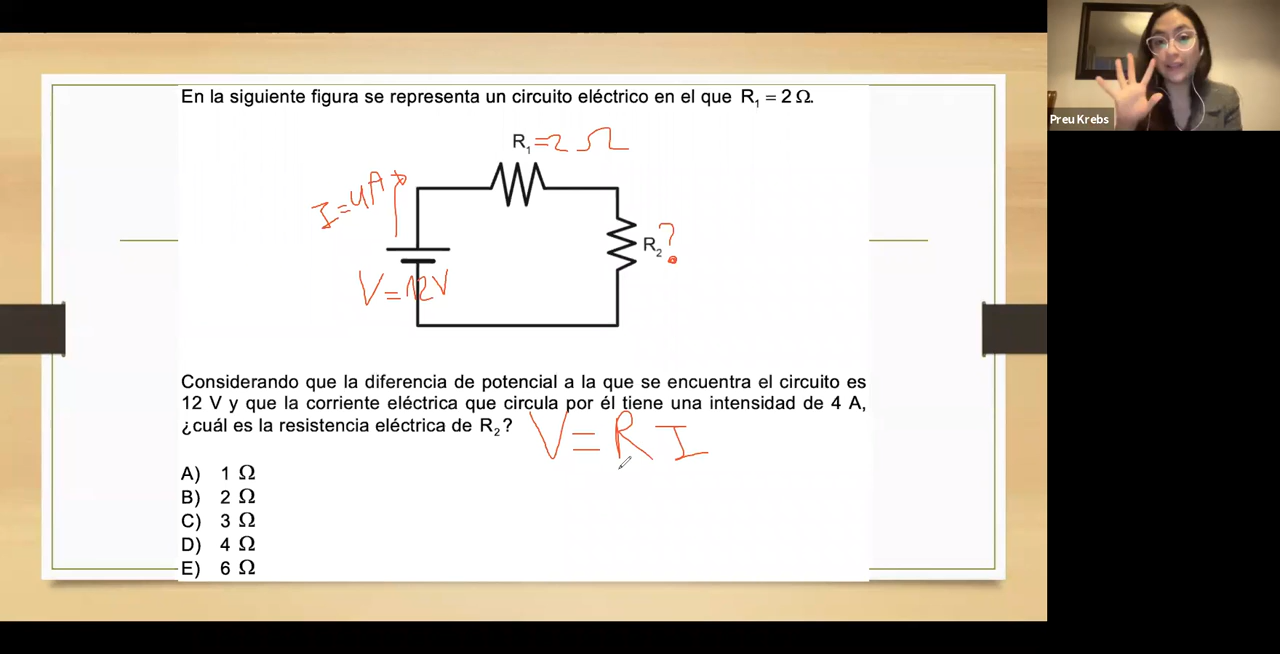 En la siguiente figura se representa un circuito eléctrico en el que R₁ = 2 Ω.
Preu Krebs
R₁ = 2 Ω
I = 4A
R₂ ?
V = 12V
Considerando que la diferencia de potencial a la que se encuentra el circuito es
12 V y que la corriente eléctrica que circula por él tiene una intensidad de 4 A,
¿cuál es la resistencia eléctrica de R₂?
V = R I
A) 1 Ω
B) 2 Ω
C) 3 Ω
D) 4 Ω
E) 6 Ω